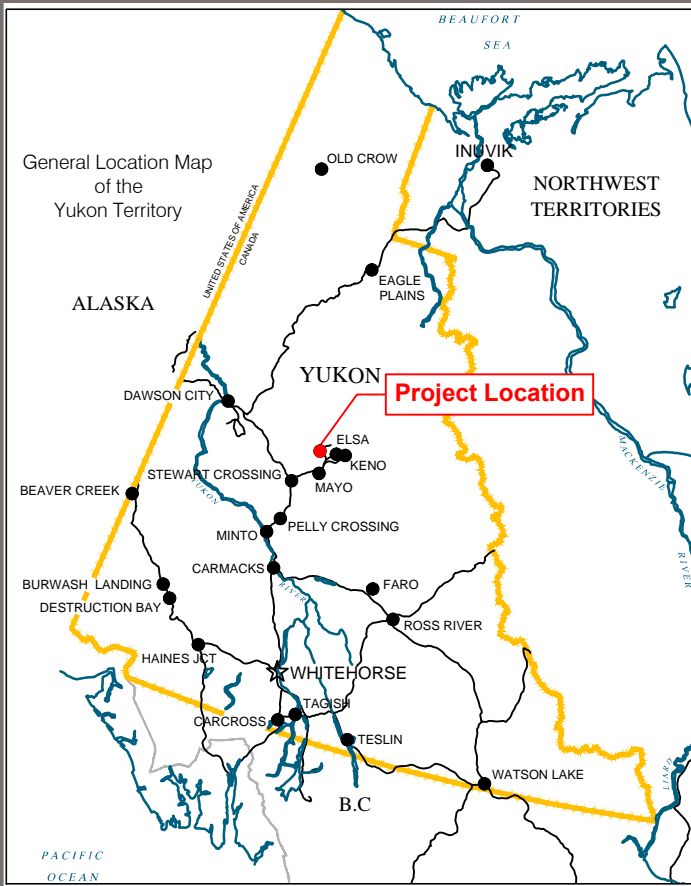 BEAUFORT
SEA
General Location Map
of the
Yukon Territory
OLD CROW
INUVIK
NORTHWEST
TERRITORIES
UNITED STATES OF AMERICA
CANADA
EAGLE
PLAINS
ALASKA
YUKON
Project Location
DAWSON CITY
ELSA
KENO
STEWART CROSSING
MAYO
MACKENZIE
RIVER
BEAVER CREEK
YUKON
RIVER
PELLY CROSSING
MINTO
CARMACKS
BURWASH LANDING
DESTRUCTION BAY
FARO
ROSS RIVER
HAINES JCT
WHITEHORSE
TAGISH
CARCROSS
TESLIN
WATSON LAKE
LIARD
B.C
PACIFIC
OCEAN